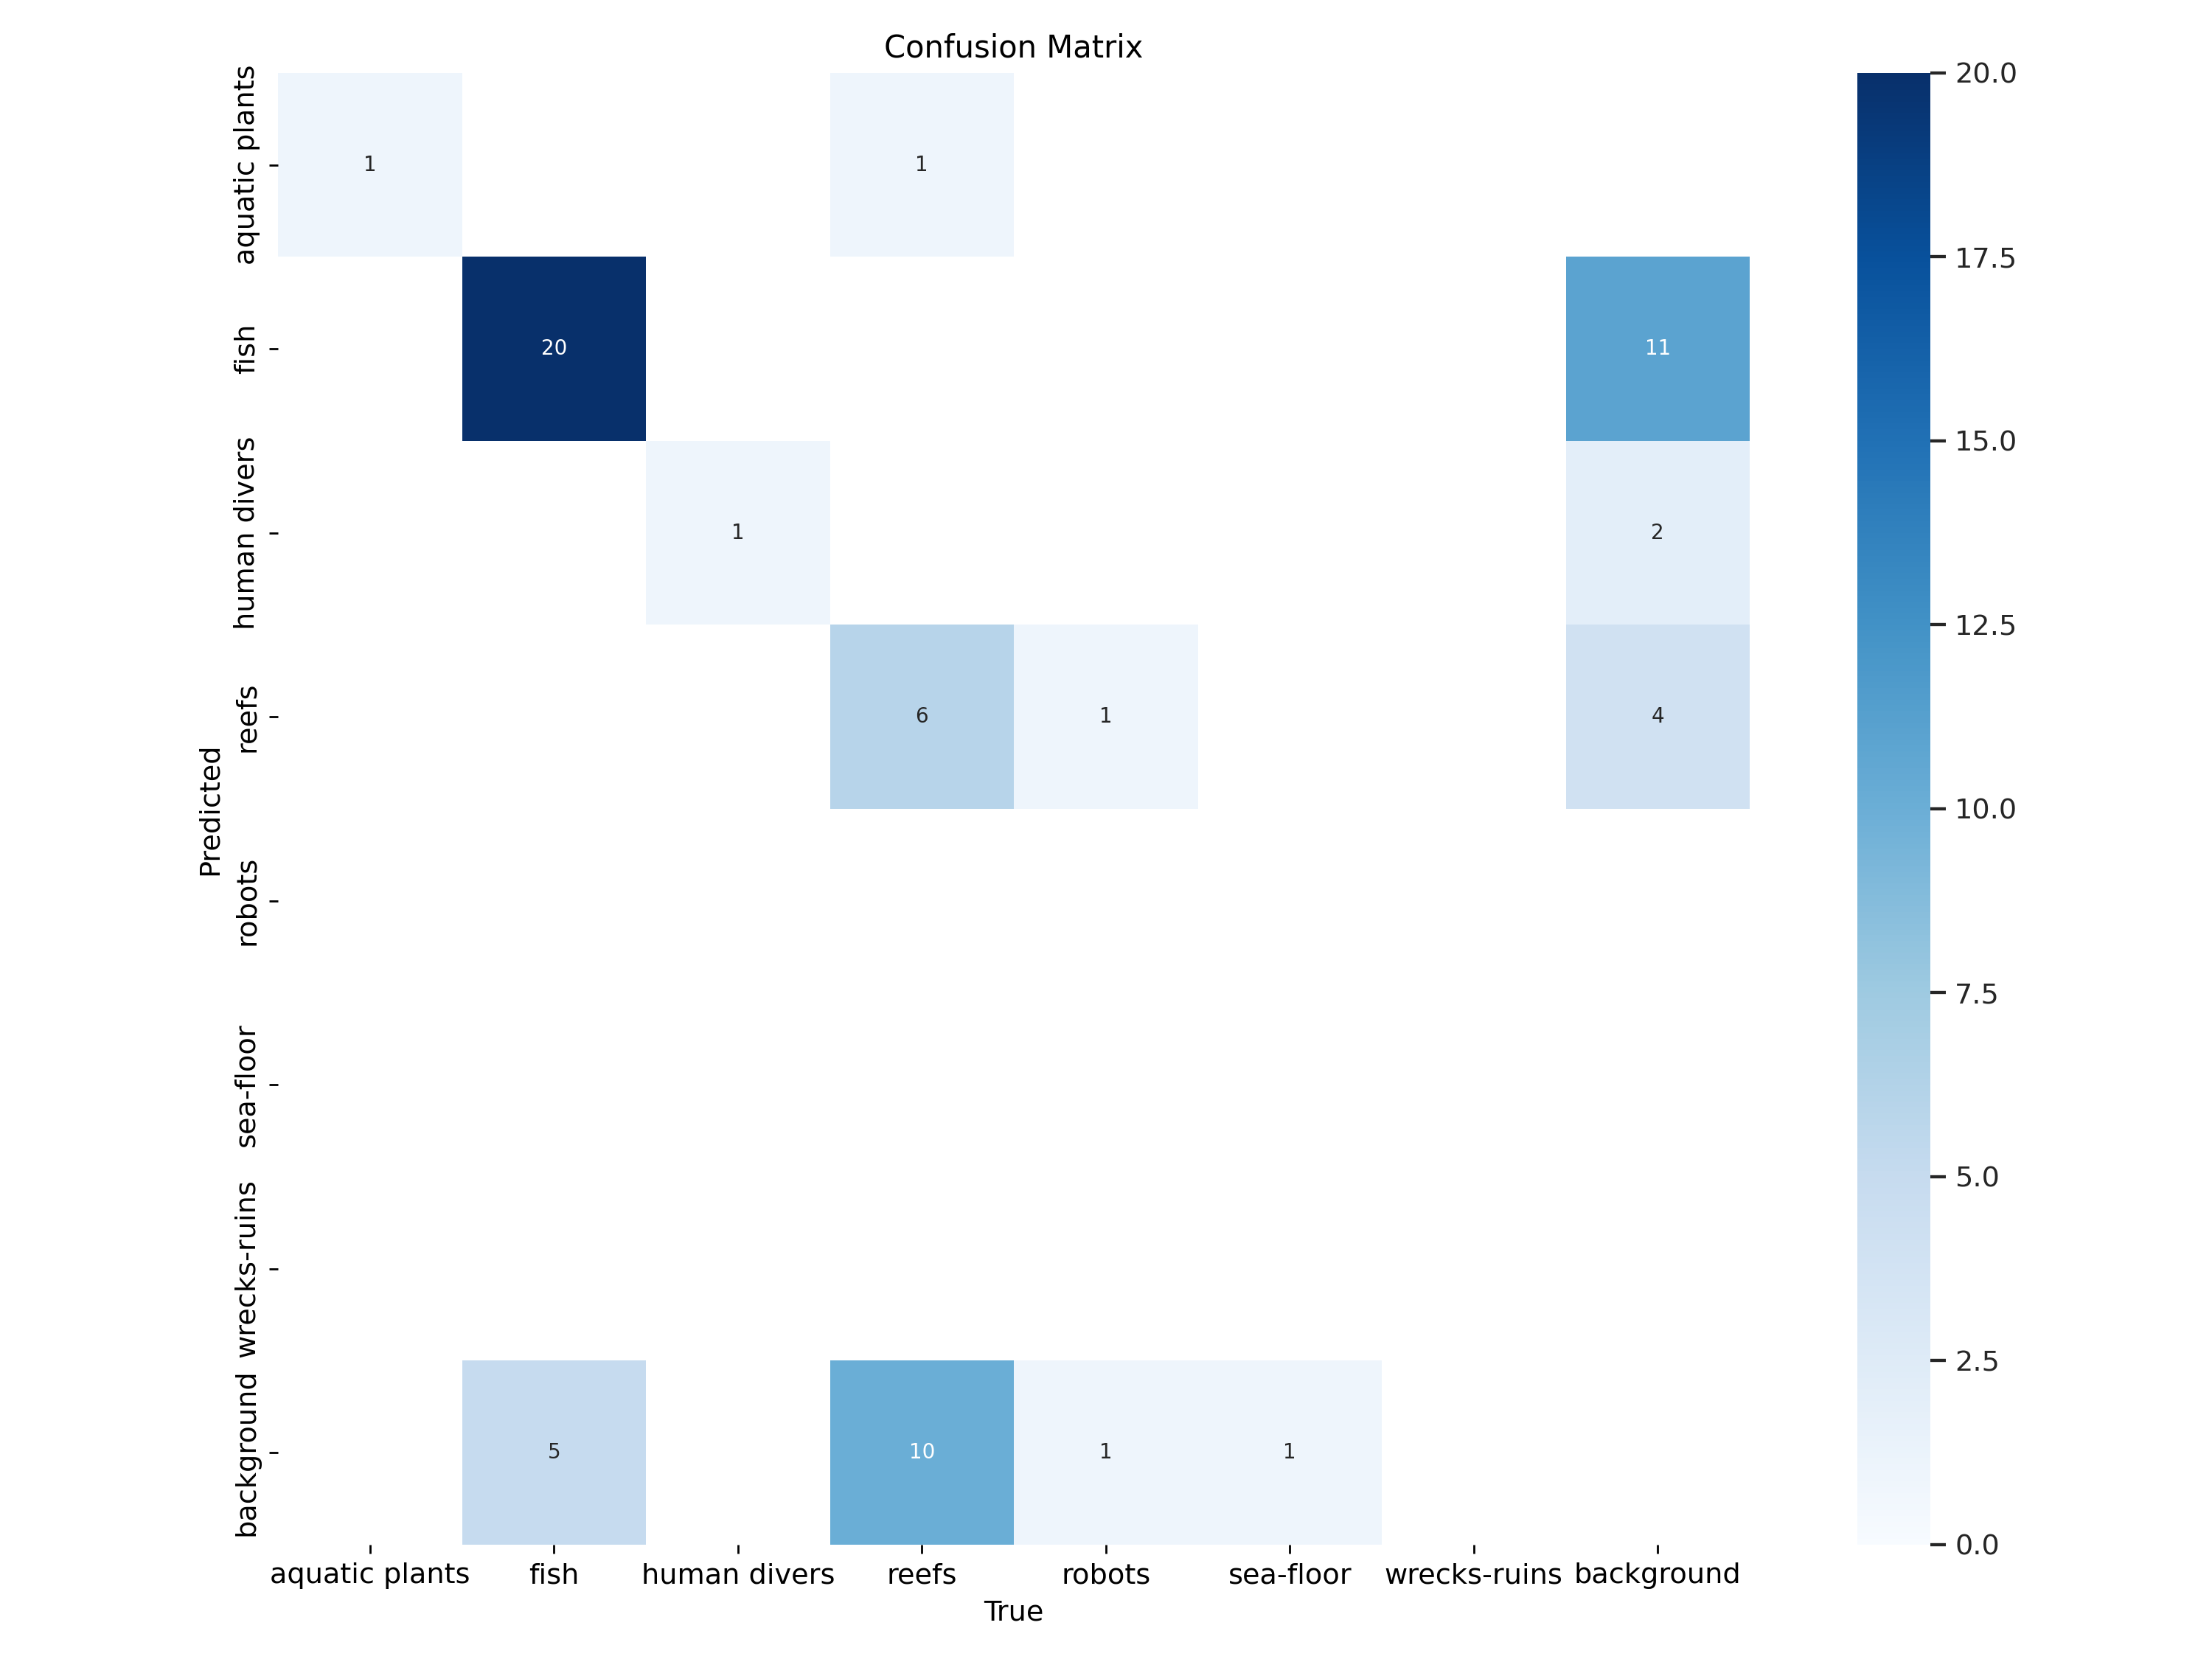 Confusion Matrix
aquatic plants
1
1
20.0
17.5
fish
20
11
15.0
human divers
1
2
12.5
reefs
6
1
4
Predicted
10.0
robots
7.5
sea-floor
5.0
wrecks-ruins
2.5
background
5
10
1
1
0.0
aquatic plants
fish
human divers
reefs
robots
sea-floor
wrecks-ruins
background
True